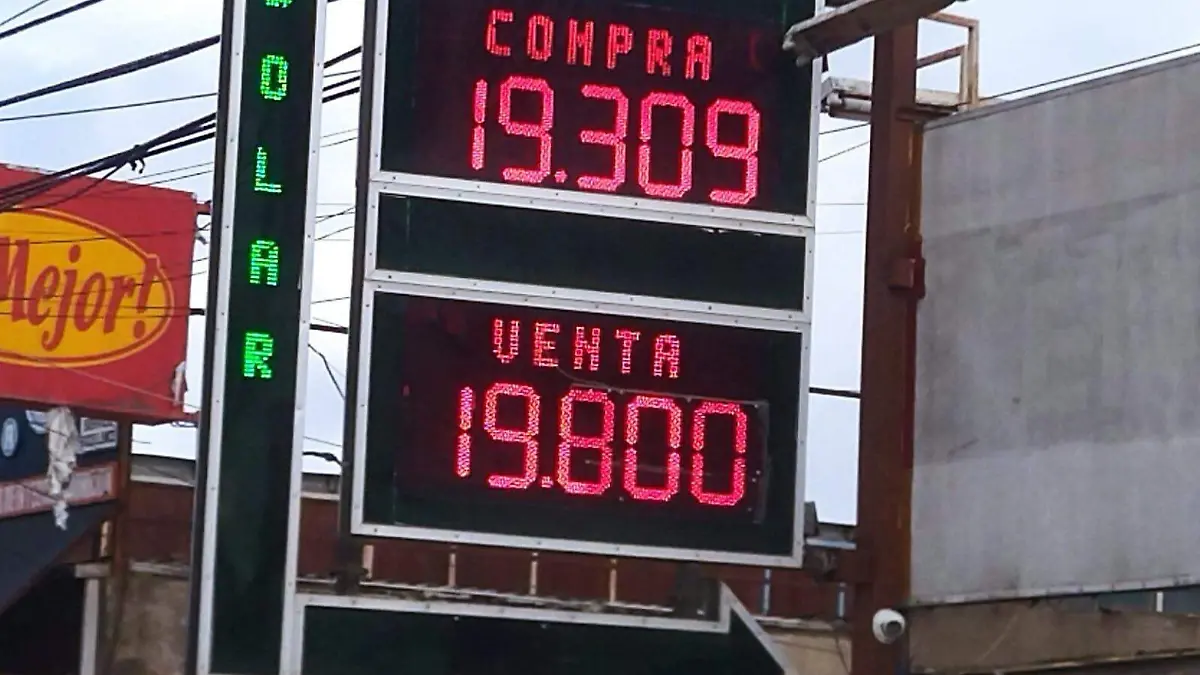 Mejor!
D
O
L
A
R
COMPRA
19.309
VENTA
19.800